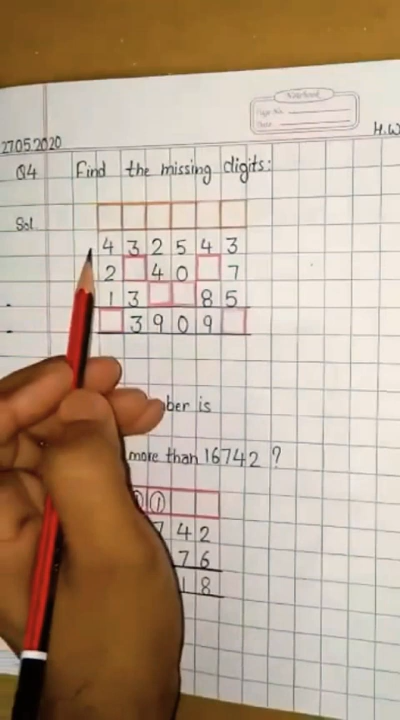 Notebook
Page No.
Date
27.05.2020
H.W
Q4 Find the missing digits:
Sol.
4 3 2 5 4 3
2 4 0 7
1 3 8 5
3 9 0 9
ber is
more than 16742 ?
1
7 4 2
7 6
1 8